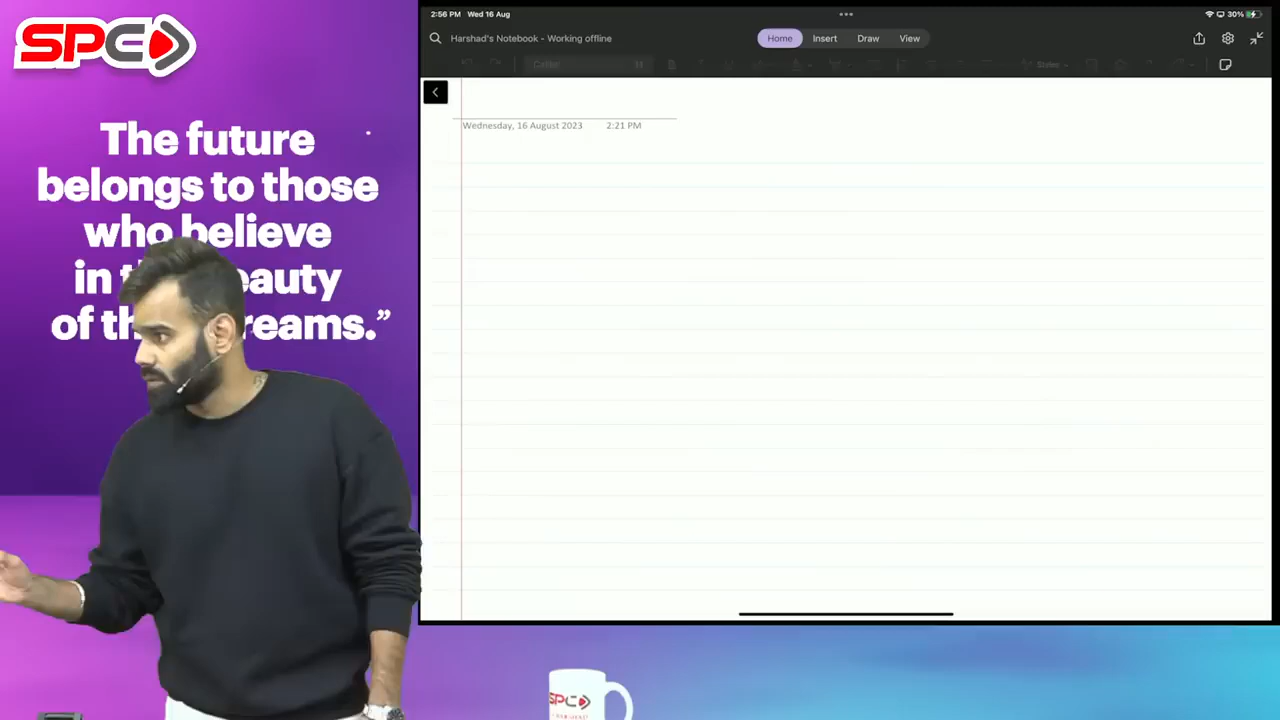 SPC
The future
belongs to those
who believe
in
eauty
of th
reams.”
2:56 PM Wed 16 Aug
30%
Harshad's Notebook - Working offline
Home
Insert
Draw
View
Styles
Wednesday, 16 August 2023
2:21 PM
SPC